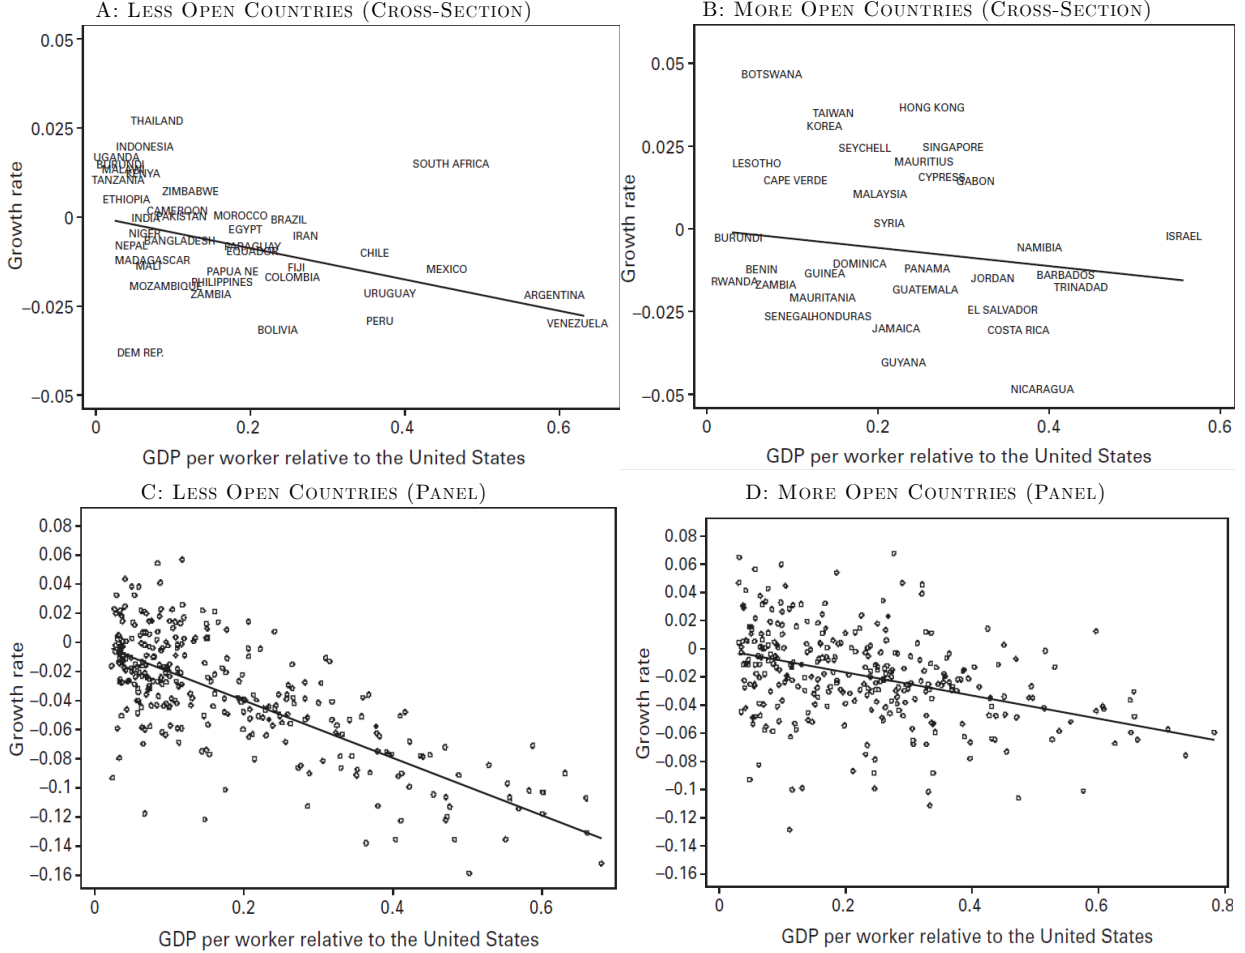 A: Less Open Countries (Cross-Section)
0.05
0.025
0
−0.025
−0.05
Growth rate
THAILAND
INDONESIA
UGANDA
BURUNDI
MALAWI
KENYA
TANZANIA
ZIMBABWE
SOUTH AFRICA
ETHIOPIA
CAMEROON
INDIA
PAKISTAN
MOROCCO
BRAZIL
EGYPT
NIGER
IRAN
BANGLADESH
NEPAL
PARAGUAY
EQUADOR
CHILE
MADAGASCAR
MALI
FIJI
MEXICO
PAPUA NE
COLOMBIA
PHILIPPINES
MOZAMBIQUE
ZAMBIA
URUGUAY
ARGENTINA
PERU
VENEZUELA
BOLIVIA
DEM REP.
0 0.2 0.4 0.6
GDP per worker relative to the United States
B: More Open Countries (Cross-Section)
0.05
0.025
0
−0.025
−0.05
Growth rate
BOTSWANA
HONG KONG
TAIWAN
KOREA
SEYCHELL
SINGAPORE
LESOTHO
MAURITIUS
CAPE VERDE
CYPRESS
GABON
MALAYSIA
SYRIA
BURUNDI
ISRAEL
NAMIBIA
DOMINICA
BENIN
GUINEA
PANAMA
RWANDA
ZAMBIA
JORDAN
BARBADOS
TRINADAD
GUATEMALA
MAURITANIA
SENEGAL
HONDURAS
EL SALVADOR
JAMAICA
COSTA RICA
GUYANA
NICARAGUA
0 0.2 0.4 0.6
GDP per worker relative to the United States
C: Less Open Countries (Panel)
0.08
0.06
0.04
0.02
0
−0.02
−0.04
−0.06
−0.08
−0.1
−0.12
−0.14
−0.16
Growth rate
0 0.2 0.4 0.6
GDP per worker relative to the United States
D: More Open Countries (Panel)
0.08
0.06
0.04
0.02
0
−0.02
−0.04
−0.06
−0.08
−0.1
−0.12
−0.14
−0.16
Growth rate
0 0.2 0.4 0.6 0.8
GDP per worker relative to the United States